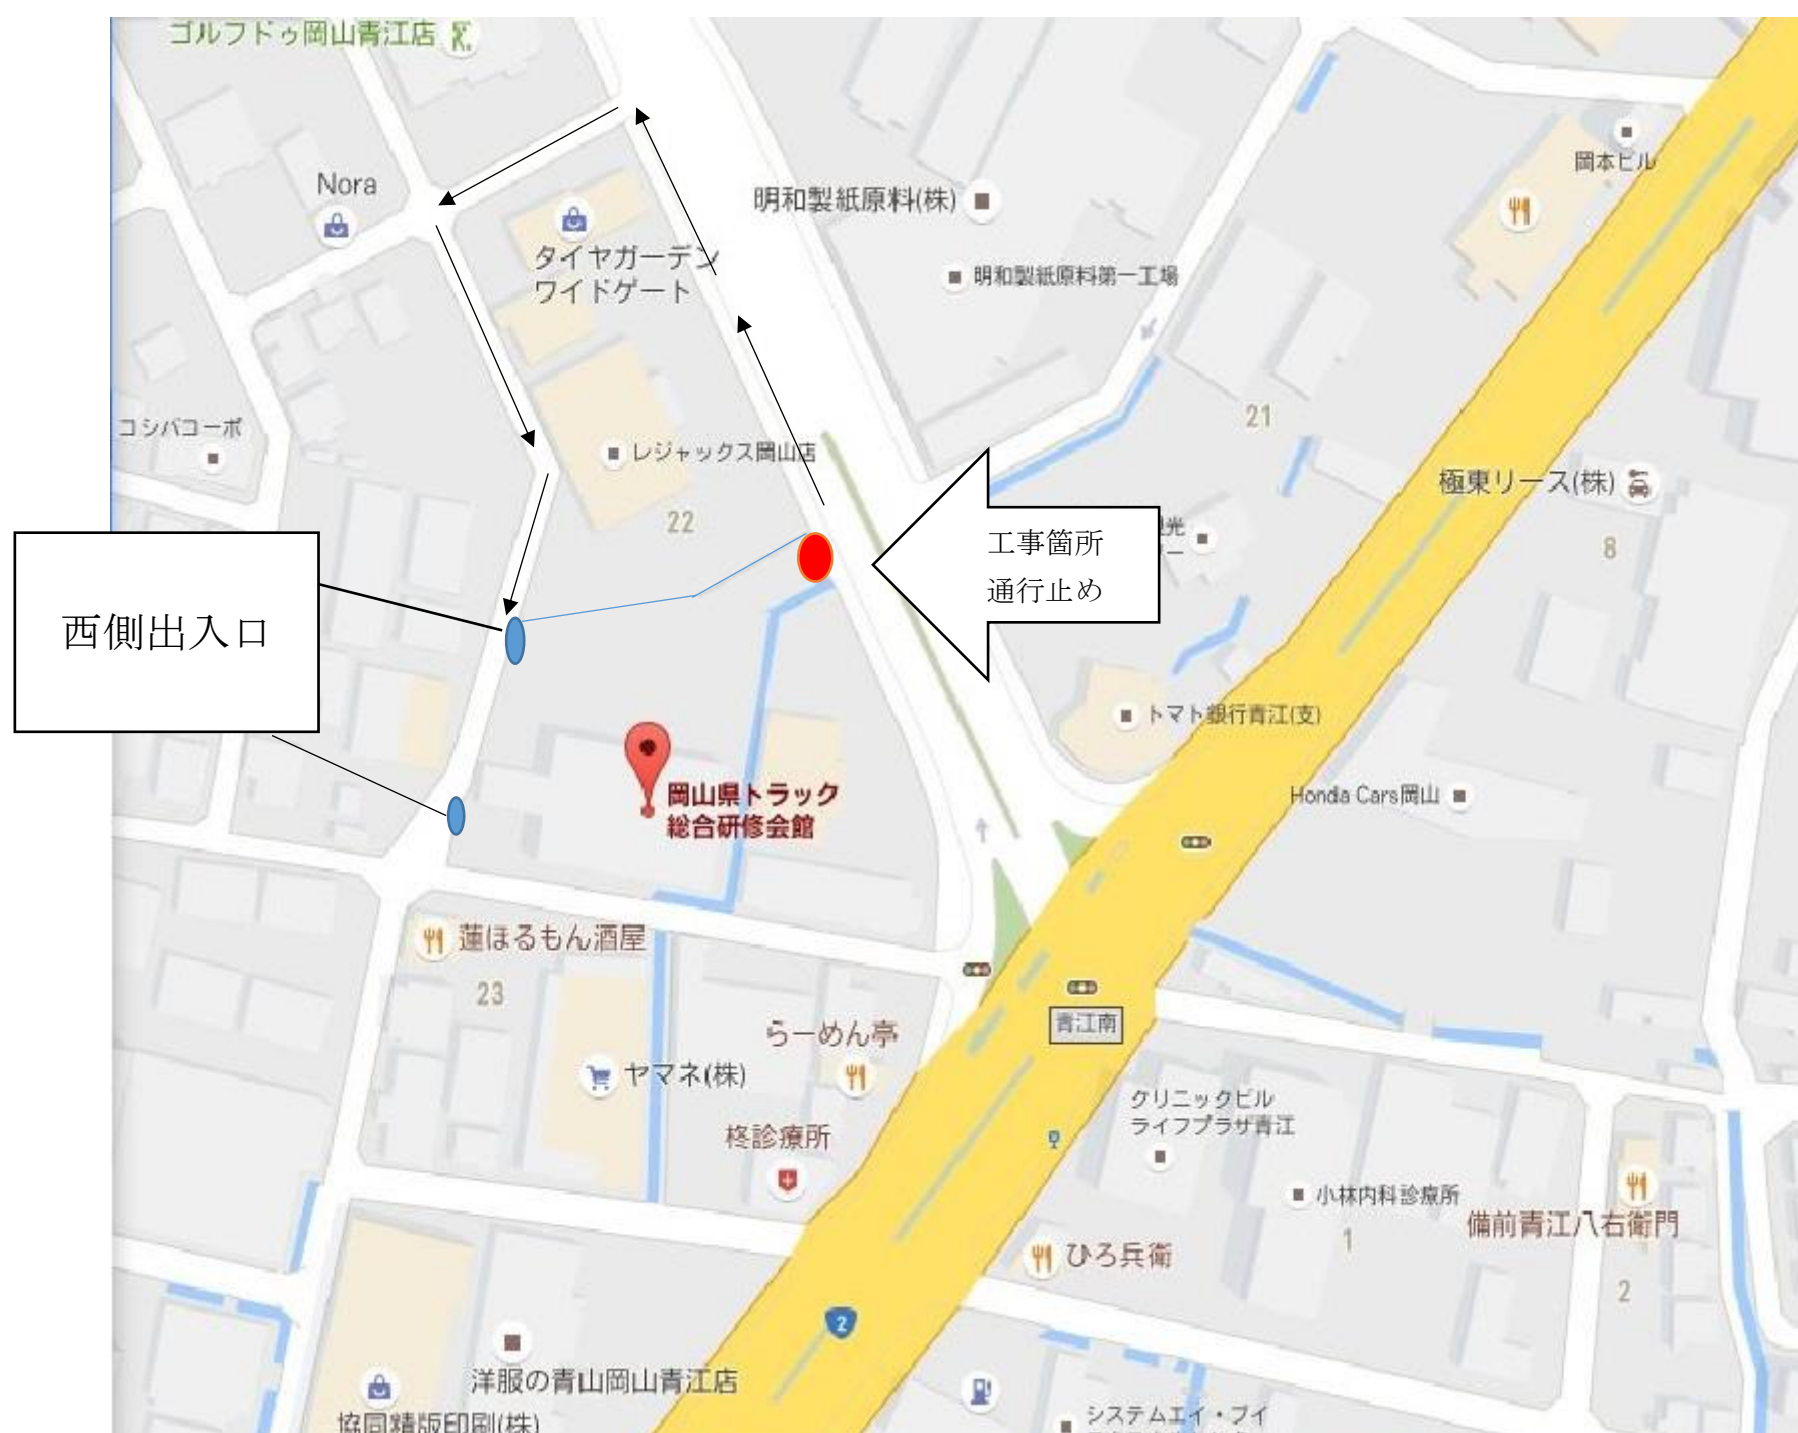 ゴルフドゥ岡山青江店
岡本ビル
Nora
明和製紙原料(株)
タイヤガーデン
ワイドゲート
明和製紙原料第一工場
コシバコーポ
21
レジャックス岡山店
極東リース(株)
22
8
工事箇所
通行止め
光
ー
西側出入口
トマト銀行青江(支)
岡山県トラック
総合研修会館
Honda Cars岡山
蓮ほるもん酒屋
23
青江南
らーめん亭
ヤマネ(株)
クリニックビル
ライフプラザ青江
柊診療所
小林内科診療所
備前青江八右衛門
1
ひろ兵衛
2
2
洋服の青山岡山青江店
協同精版印刷(株)
システムエイ・ブイ